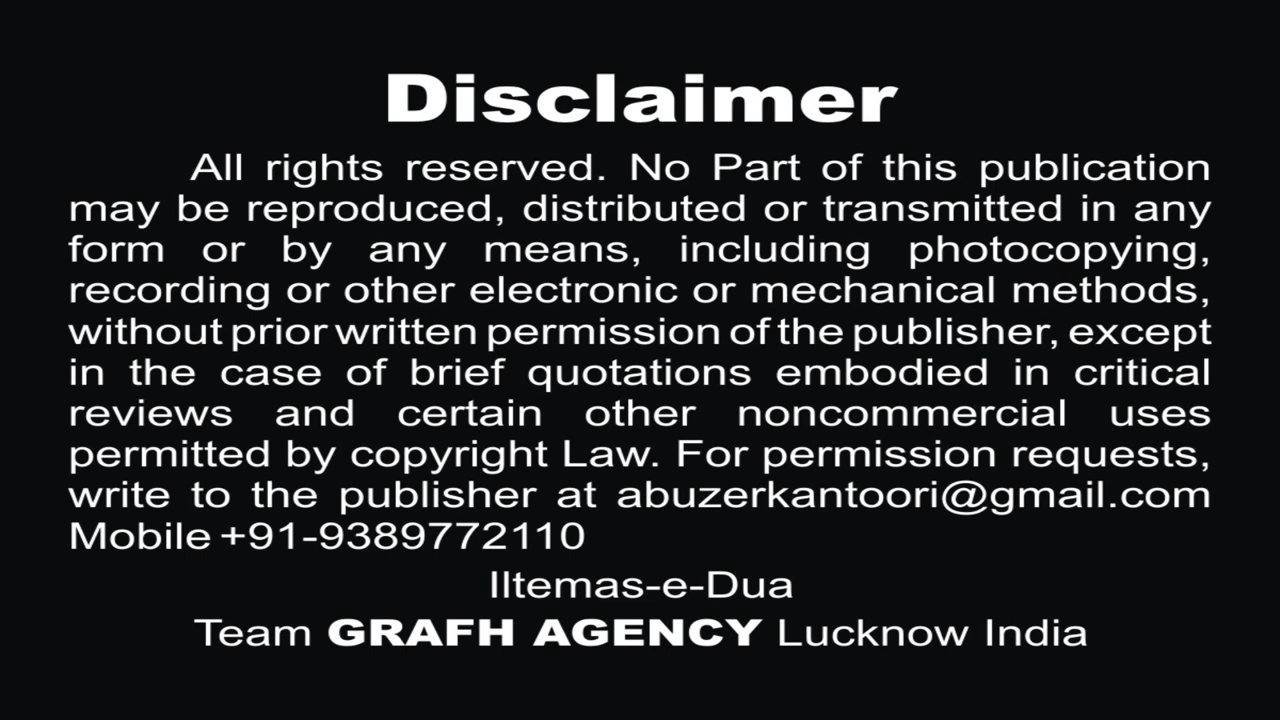 Disclaimer
All rights reserved. No Part of this publication
may be reproduced, distributed or transmitted in any
form or by any means, including photocopying,
recording or other electronic or mechanical methods,
without prior written permission of the publisher, except
in the case of brief quotations embodied in critical
reviews and certain other noncommercial uses
permitted by copyright Law. For permission requests,
write to the publisher at abuzerkantoori@gmail.com
Mobile +91-9389772110
Iltemas-e-Dua
Team GRAFH AGENCY Lucknow India